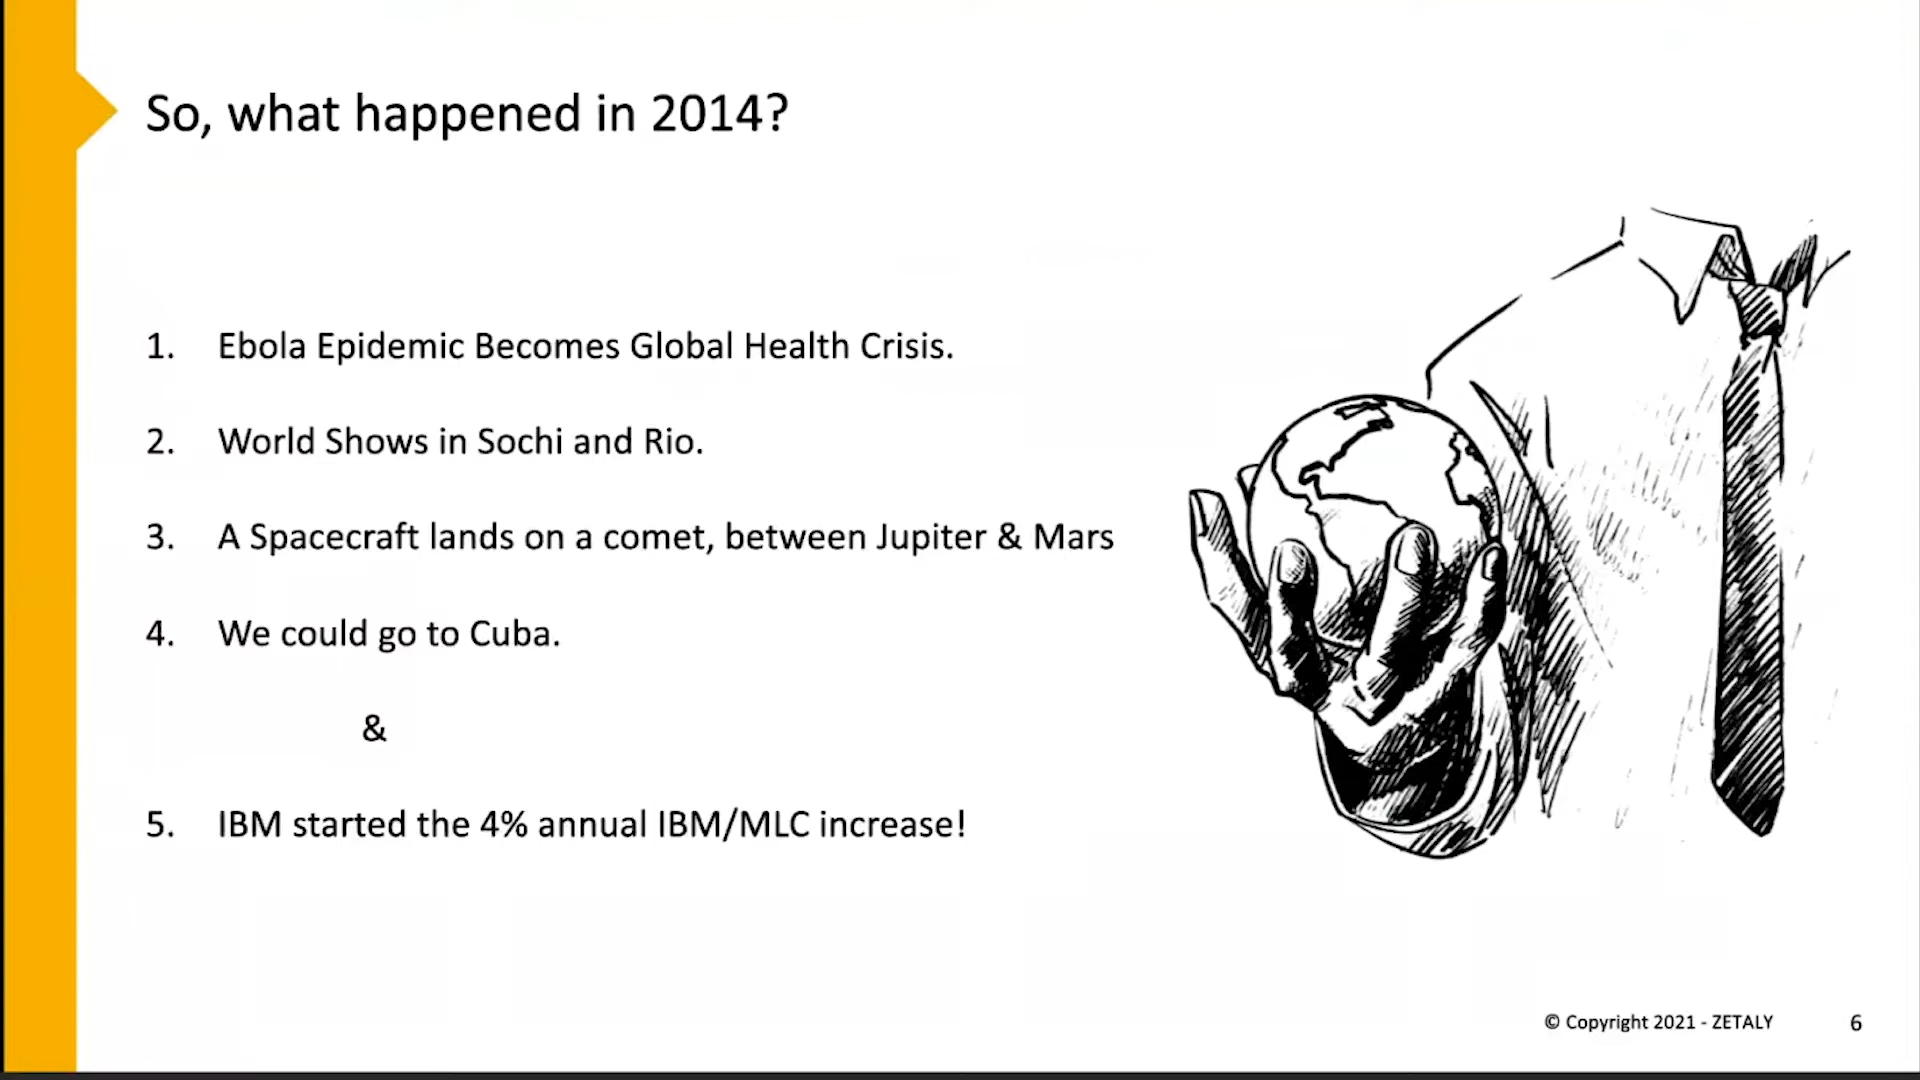 So, what happened in 2014?
1. Ebola Epidemic Becomes Global Health Crisis.
2. World Shows in Sochi and Rio.
3. A Spacecraft lands on a comet, between Jupiter & Mars
4. We could go to Cuba.
&
5. IBM started the 4% annual IBM/MLC increase!
© Copyright 2021 - ZETALY 6